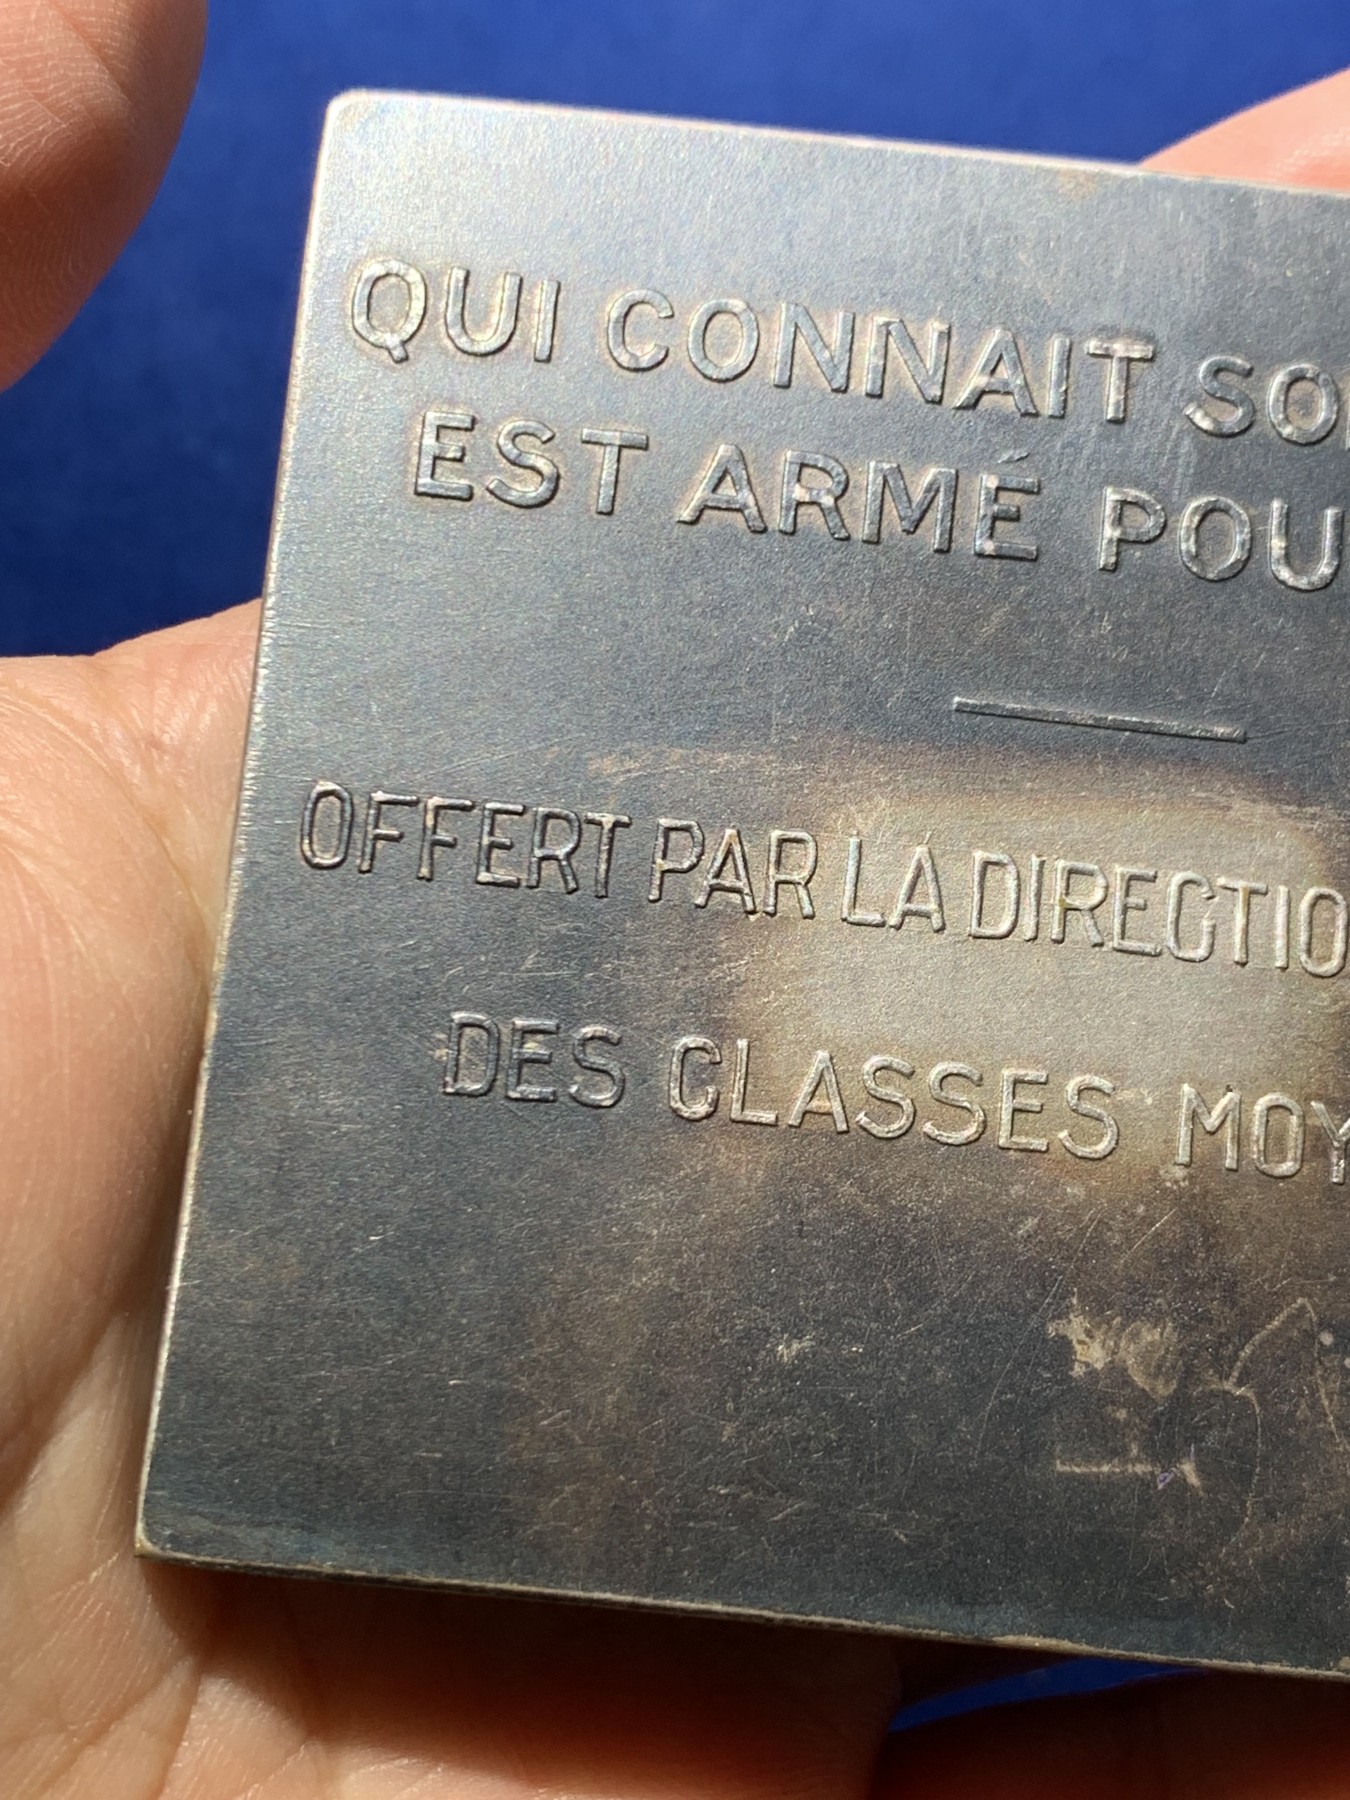 QUI CONNAIT SO
EST ARMÉ POU
OFFERT PAR LA DIRECTIO
DES CLASSES MOY